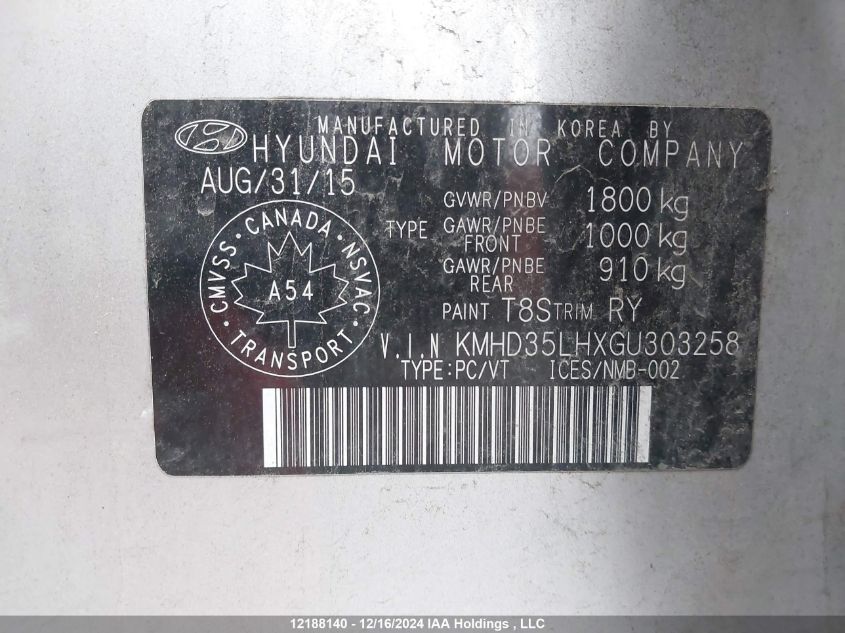 MANUFACTURED IN KOREA BY
HYUNDAI MOTOR COMPANY
AUG/31/15
GVWR/PNBV 1800 kg
TYPE GAWR/PNBE FRONT 1000 kg
GAWR/PNBE REAR 910 kg
PAINT T8S TRIM RY
CMVSS • CANADA • NSVAC • TRANSPORT •
A54
V.I.N KMHD35LHXGU303258
TYPE:PC/VT ICES/NMB-002
12188140 - 12/16/2024 IAA Holdings , LLC